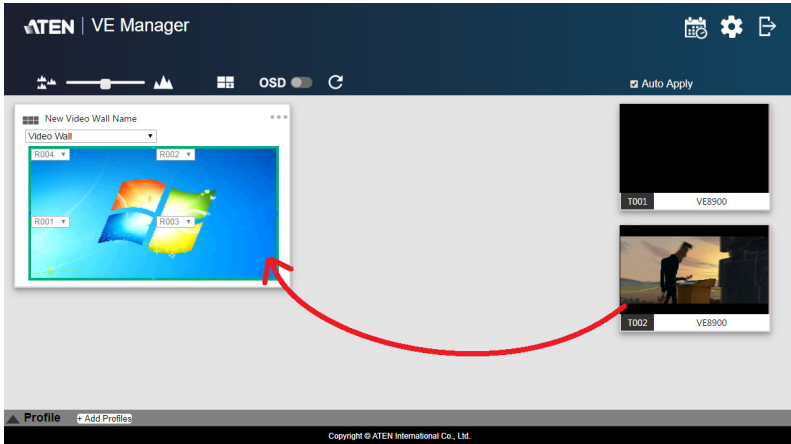 ATEN | VE Manager
OSD
Auto Apply
New Video Wall Name
Video Wall
R004 R002
R001 R003
T001 VE8900
T002 VE8900
Profile + Add Profiles
Copyright © ATEN International Co., Ltd.